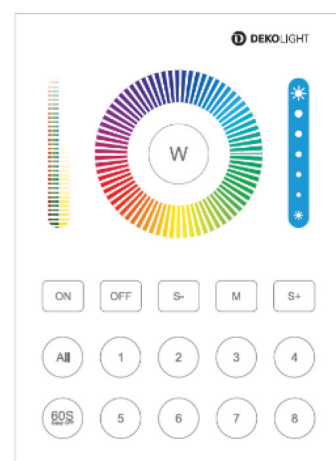 DEKOLIGHT
W
ON OFF S- M S+
All 1 2 3 4
60S
Delay OFF
5 6 7 8